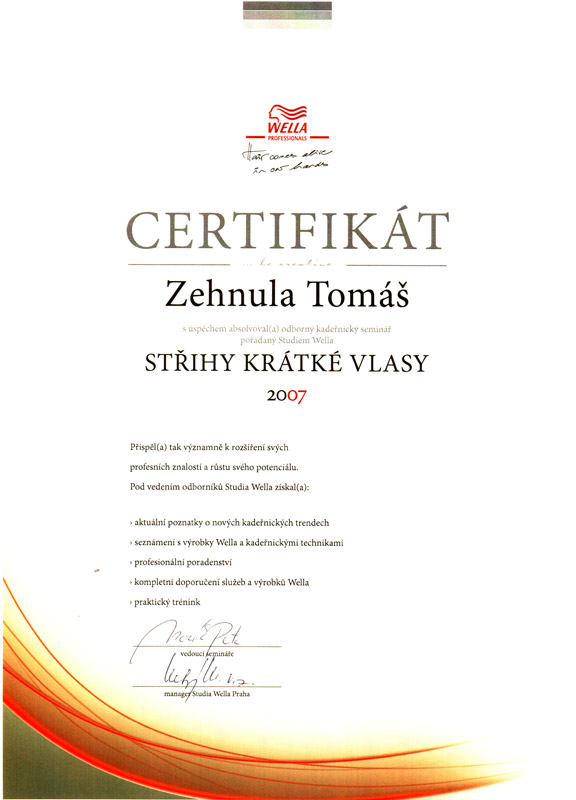 WELLA
PROFESSIONALS
Hair comes alive
in our hands
CERTIFIKÁT
... be creative
Zehnula Tomáš
s úspěchem absolvoval(a) odborný kadeřnický seminář
pořádaný Studiem Wella
STŘIHY KRÁTKÉ VLASY
2007
Přispěl(a) tak významně k rozšíření svých
profesních znalostí a růstu svého potenciálu.
Pod vedením odborníků Studia Wella získal(a):
› aktuální poznatky o nových kadeřnických trendech
› seznámení s výrobky Wella a kadeřnickými technikami
› profesionální poradenství
› kompletní doporučení služeb a výrobků Wella
› praktický trénink
vedoucí semináře
manager Studia Wella Praha